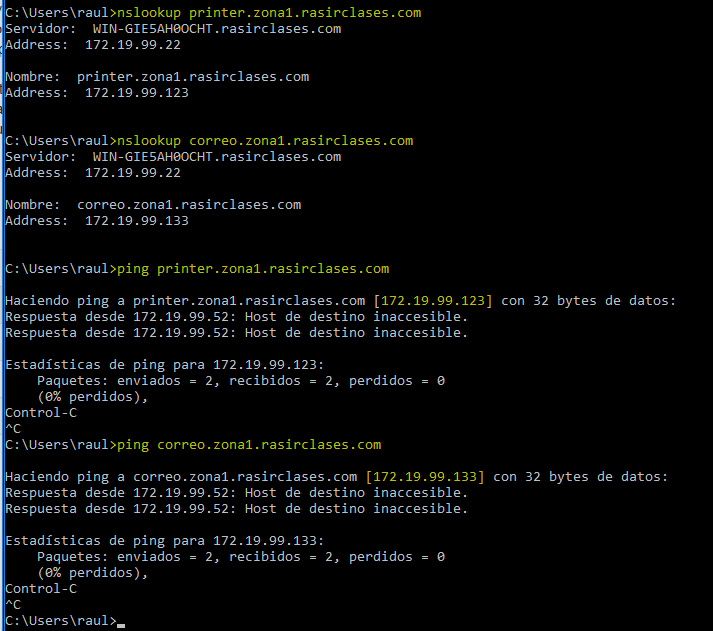 C:\Users\raul>nslookup printer.zona1.rasirclases.com
Servidor:  WIN-GIE5AH0OCHT.rasirclases.com
Address:  172.19.99.22
Nombre:  printer.zona1.rasirclases.com
Address:  172.19.99.123
C:\Users\raul>nslookup correo.zona1.rasirclases.com
Servidor:  WIN-GIE5AH0OCHT.rasirclases.com
Address:  172.19.99.22
Nombre:  correo.zona1.rasirclases.com
Address:  172.19.99.133
C:\Users\raul>ping printer.zona1.rasirclases.com
Haciendo ping a printer.zona1.rasirclases.com [172.19.99.123] con 32 bytes de datos:
Respuesta desde 172.19.99.52: Host de destino inaccesible.
Respuesta desde 172.19.99.52: Host de destino inaccesible.
Estadísticas de ping para 172.19.99.123:
    Paquetes: enviados = 2, recibidos = 2, perdidos = 0
    (0% perdidos),
Control-C
^C
C:\Users\raul>ping correo.zona1.rasirclases.com
Haciendo ping a correo.zona1.rasirclases.com [172.19.99.133] con 32 bytes de datos:
Respuesta desde 172.19.99.52: Host de destino inaccesible.
Respuesta desde 172.19.99.52: Host de destino inaccesible.
Estadísticas de ping para 172.19.99.133:
    Paquetes: enviados = 2, recibidos = 2, perdidos = 0
    (0% perdidos),
Control-C
^C
C:\Users\raul>